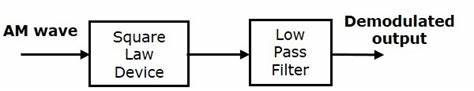 AM wave
Square
Law
Device
Low
Pass
Filter
Demodulated
output